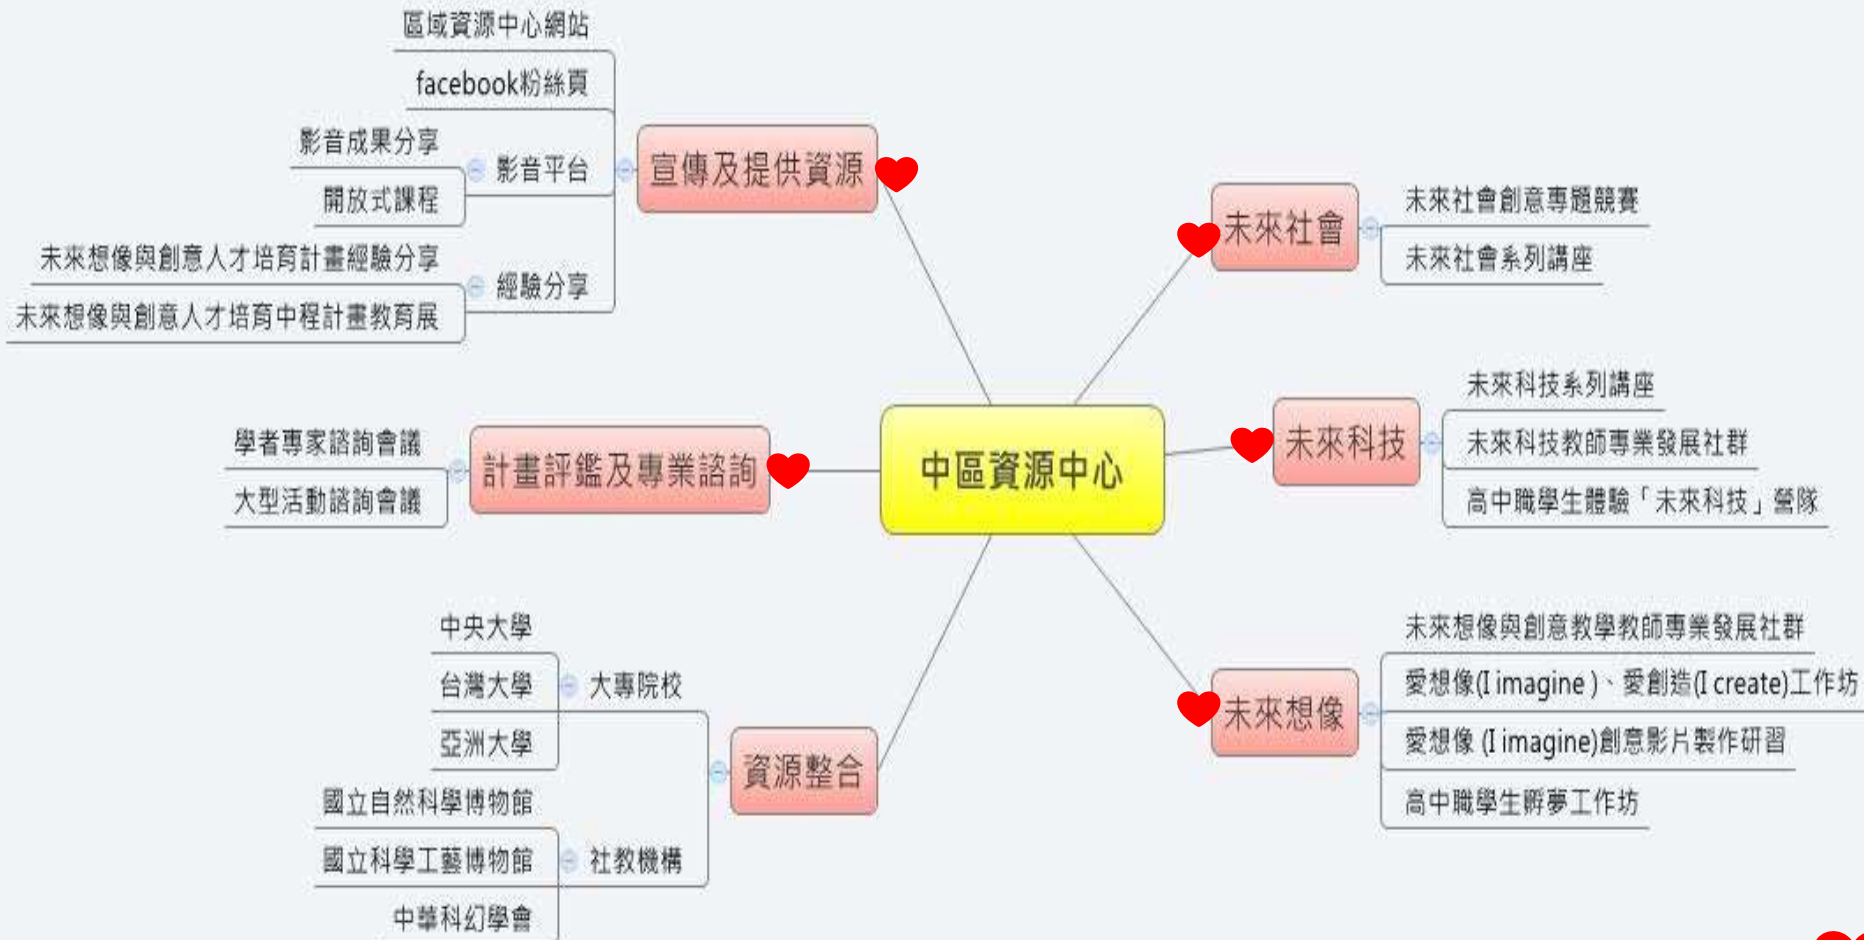 中區資源中心
宣傳及提供資源
區域資源中心網站
facebook粉絲頁
影音平台
影音成果分享
開放式課程
經驗分享
未來想像與創意人才培育計畫經驗分享
未來想像與創意人才培育中程計畫教育展
計畫評鑑及專業諮詢
學者專家諮詢會議
大型活動諮詢會議
資源整合
大專院校
中央大學
台灣大學
亞洲大學
社教機構
國立自然科學博物館
國立科學工藝博物館
中華科幻學會
未來社會
未來社會創意專題競賽
未來社會系列講座
未來科技
未來科技系列講座
未來科技教師專業發展社群
高中職學生體驗「未來科技」營隊
未來想像
未來想像與創意教學教師專業發展社群
愛想像(I imagine )、愛創造(I create)工作坊
愛想像 (I imagine)創意影片製作研習
高中職學生孵夢工作坊